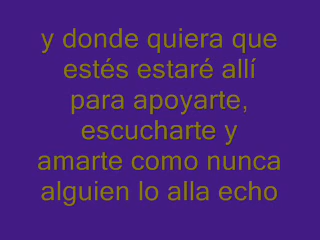 y donde quiera que
estés estaré allí
para apoyarte,
escucharte y
amarte como nunca
alguien lo alla echo